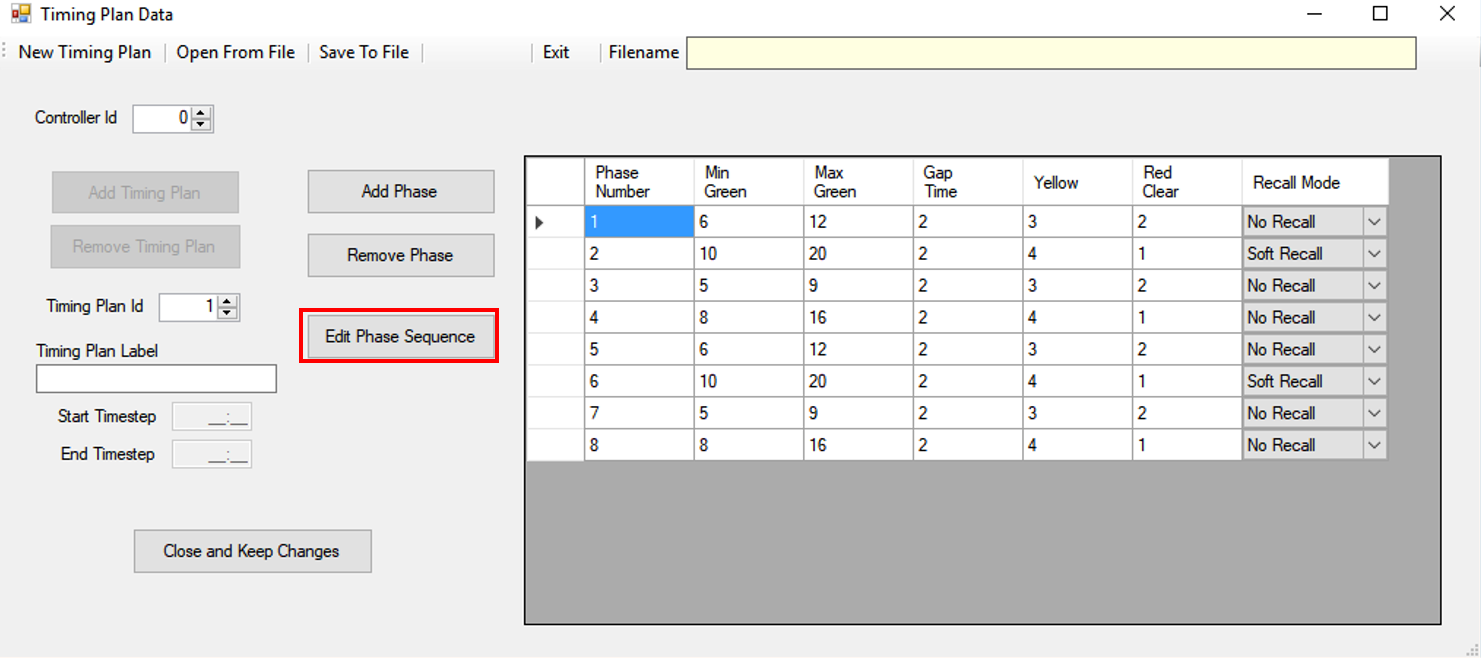 Timing Plan Data
New Timing Plan Open From File Save To File Exit Filename
Controller Id 0
Add Timing Plan
Remove Timing Plan
Timing Plan Id 1
Timing Plan Label
Start Timestep __:__
End Timestep __:__
Add Phase
Remove Phase
Edit Phase Sequence
Close and Keep Changes
Phase Number Min Green Max Green Gap Time Yellow Red Clear Recall Mode
1 6 12 2 3 2 No Recall
2 10 20 2 4 1 Soft Recall
3 5 9 2 3 2 No Recall
4 8 16 2 4 1 No Recall
5 6 12 2 3 2 No Recall
6 10 20 2 4 1 Soft Recall
7 5 9 2 3 2 No Recall
8 8 16 2 4 1 No Recall